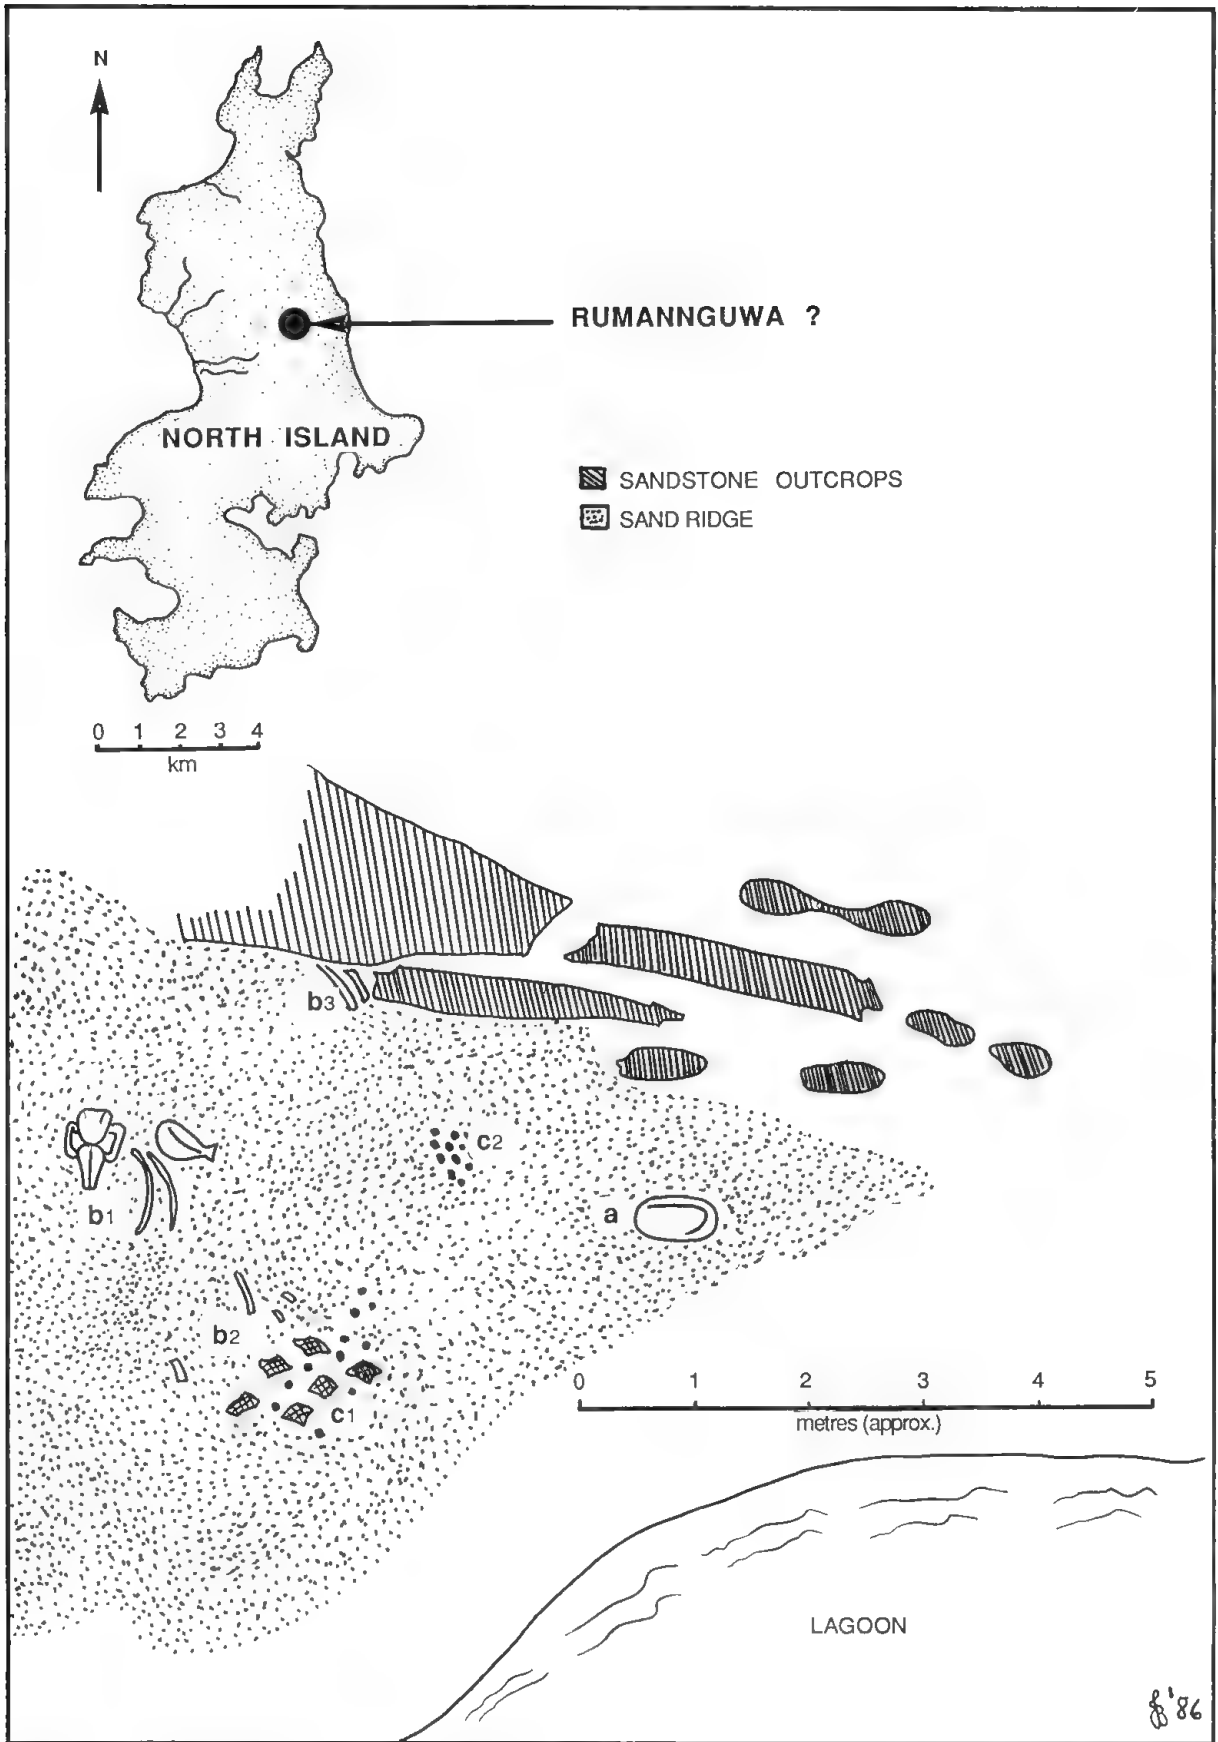 N
RUMANNGUWA ?
NORTH ISLAND
SANDSTONE OUTCROPS
SAND RIDGE
0 1 2 3 4
km
b3
c2
b1
a
b2
c1
0 1 2 3 4 5
metres (approx.)
LAGOON
'86